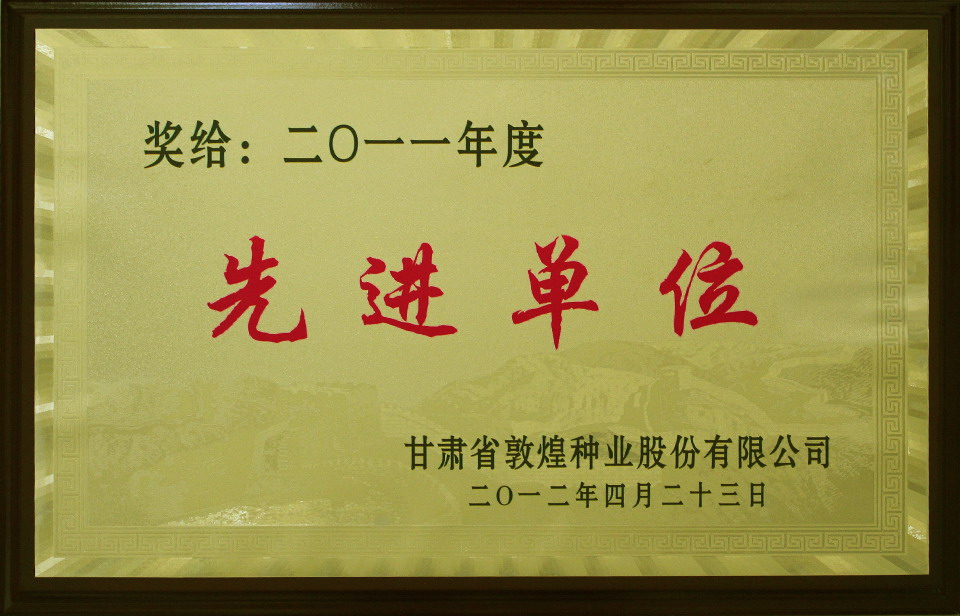 奖给：二〇一一年度
先进单位
甘肃省敦煌种业股份有限公司
二〇一二年四月二十三日